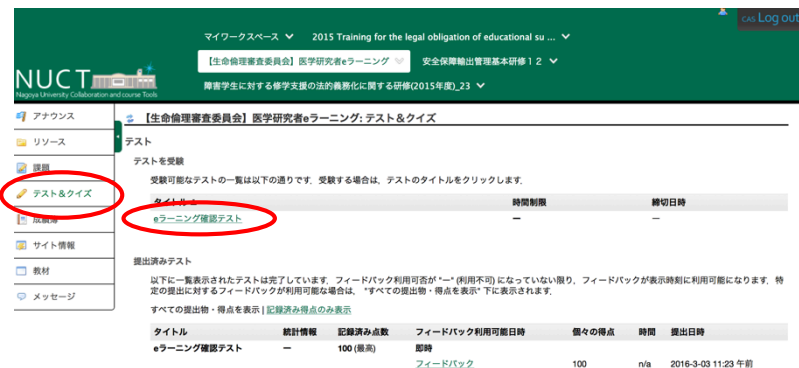 CAS Log out
マイワークスペース 2015 Training for the legal obligation of educational su ...
【生命倫理審査委員会】医学研究者eラーニング 安全保障輸出管理基本研修１２
障害学生に対する修学支援の法的義務化に関する研修(2015年度)_23
NUCT
Nagoya University Collaboration and course Tools
アナウンス
リソース
課題
テスト＆クイズ
成績簿
サイト情報
教材
メッセージ
【生命倫理審査委員会】医学研究者eラーニング: テスト＆クイズ
テスト
テストを受験
受験可能なテストの一覧は以下の通りです．受験する場合は，テストのタイトルをクリックします．
タイトル 時間制限 締切日時
eラーニング確認テスト － －
提出済みテスト
以下に一覧表示されたテストは完了しています．フィードバック利用可否が "－" (利用不可) になっていない限り，フィードバックが表示時刻に利用可能になります．特
定の提出に対するフィードバックが利用可能な場合は，"すべての提出物・得点を表示" 下に表示されます．
すべての提出物・得点を表示 | 記録済み得点のみ表示
タイトル 統計情報 記録済み点数 フィードバック利用可能日時 個々の得点 時間 提出日時
eラーニング確認テスト － 100 (最高) 即時
フィードバック 100 n/a 2016-3-03 11:23 午前